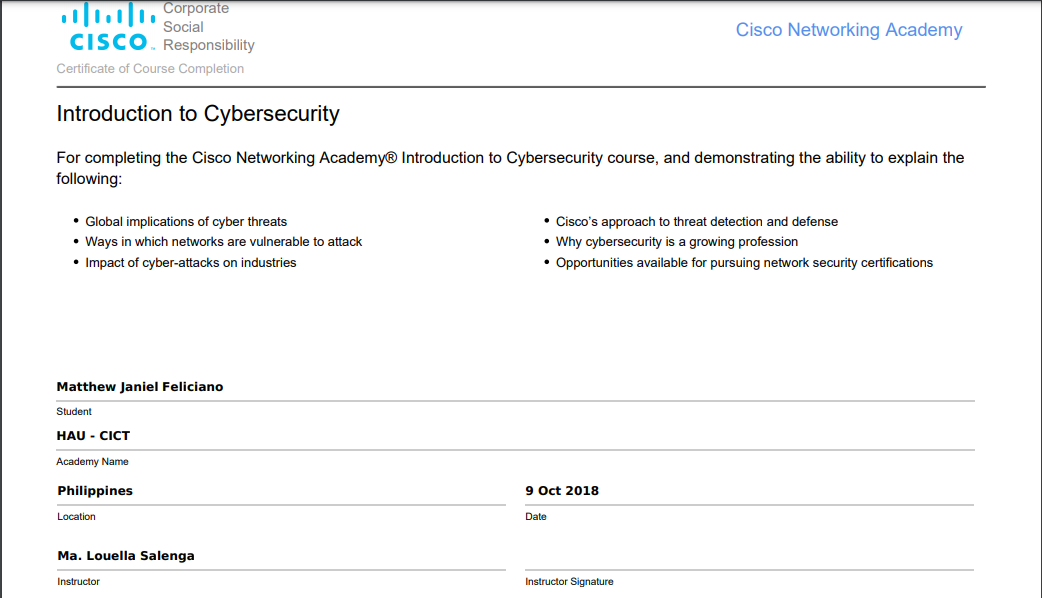 Corporate
Social
Responsibility
CISCO™
Cisco Networking Academy
Certificate of Course Completion
Introduction to Cybersecurity
For completing the Cisco Networking Academy® Introduction to Cybersecurity course, and demonstrating the ability to explain the
following:
• Global implications of cyber threats
• Ways in which networks are vulnerable to attack
• Impact of cyber-attacks on industries
• Cisco’s approach to threat detection and defense
• Why cybersecurity is a growing profession
• Opportunities available for pursuing network security certifications
Matthew Janiel Feliciano
Student
HAU - CICT
Academy Name
Philippines
Location
9 Oct 2018
Date
Ma. Louella Salenga
Instructor
Instructor Signature